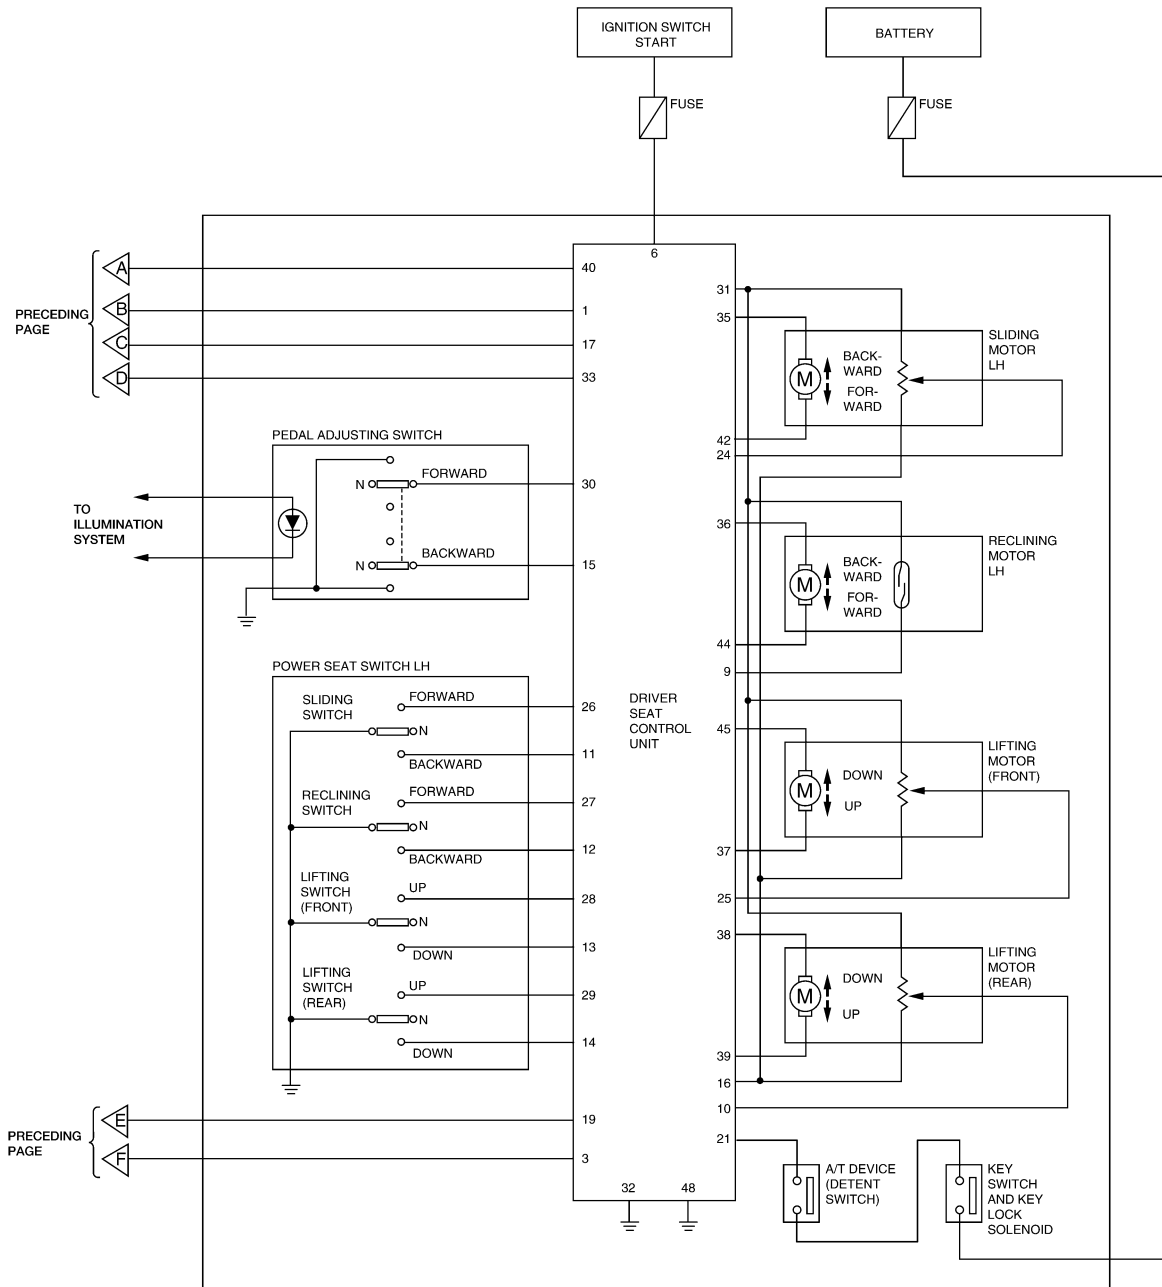 IGNITION SWITCH
START
BATTERY
FUSE
FUSE
6
A
40
B
1
C
17
D
33
PRECEDING
PAGE
31
35
SLIDING
MOTOR
LH
M
BACK-
WARD
FOR-
WARD
42
24
PEDAL ADJUSTING SWITCH
FORWARD
N
30
BACKWARD
N
15
TO
ILLUMINATION
SYSTEM
36
RECLINING
MOTOR
LH
M
BACK-
WARD
FOR-
WARD
44
9
POWER SEAT SWITCH LH
SLIDING
SWITCH
FORWARD
26
N
11
BACKWARD
RECLINING
SWITCH
FORWARD
27
N
12
BACKWARD
LIFTING
SWITCH
(FRONT)
UP
28
N
13
DOWN
LIFTING
SWITCH
(REAR)
UP
29
N
14
DOWN
DRIVER
SEAT
CONTROL
UNIT
45
LIFTING
MOTOR
(FRONT)
M
DOWN
UP
37
25
38
LIFTING
MOTOR
(REAR)
M
DOWN
UP
39
16
10
21
PRECEDING
PAGE
E
19
F
3
32
48
A/T DEVICE
(DETENT
SWITCH)
KEY
SWITCH
AND KEY
LOCK
SOLENOID